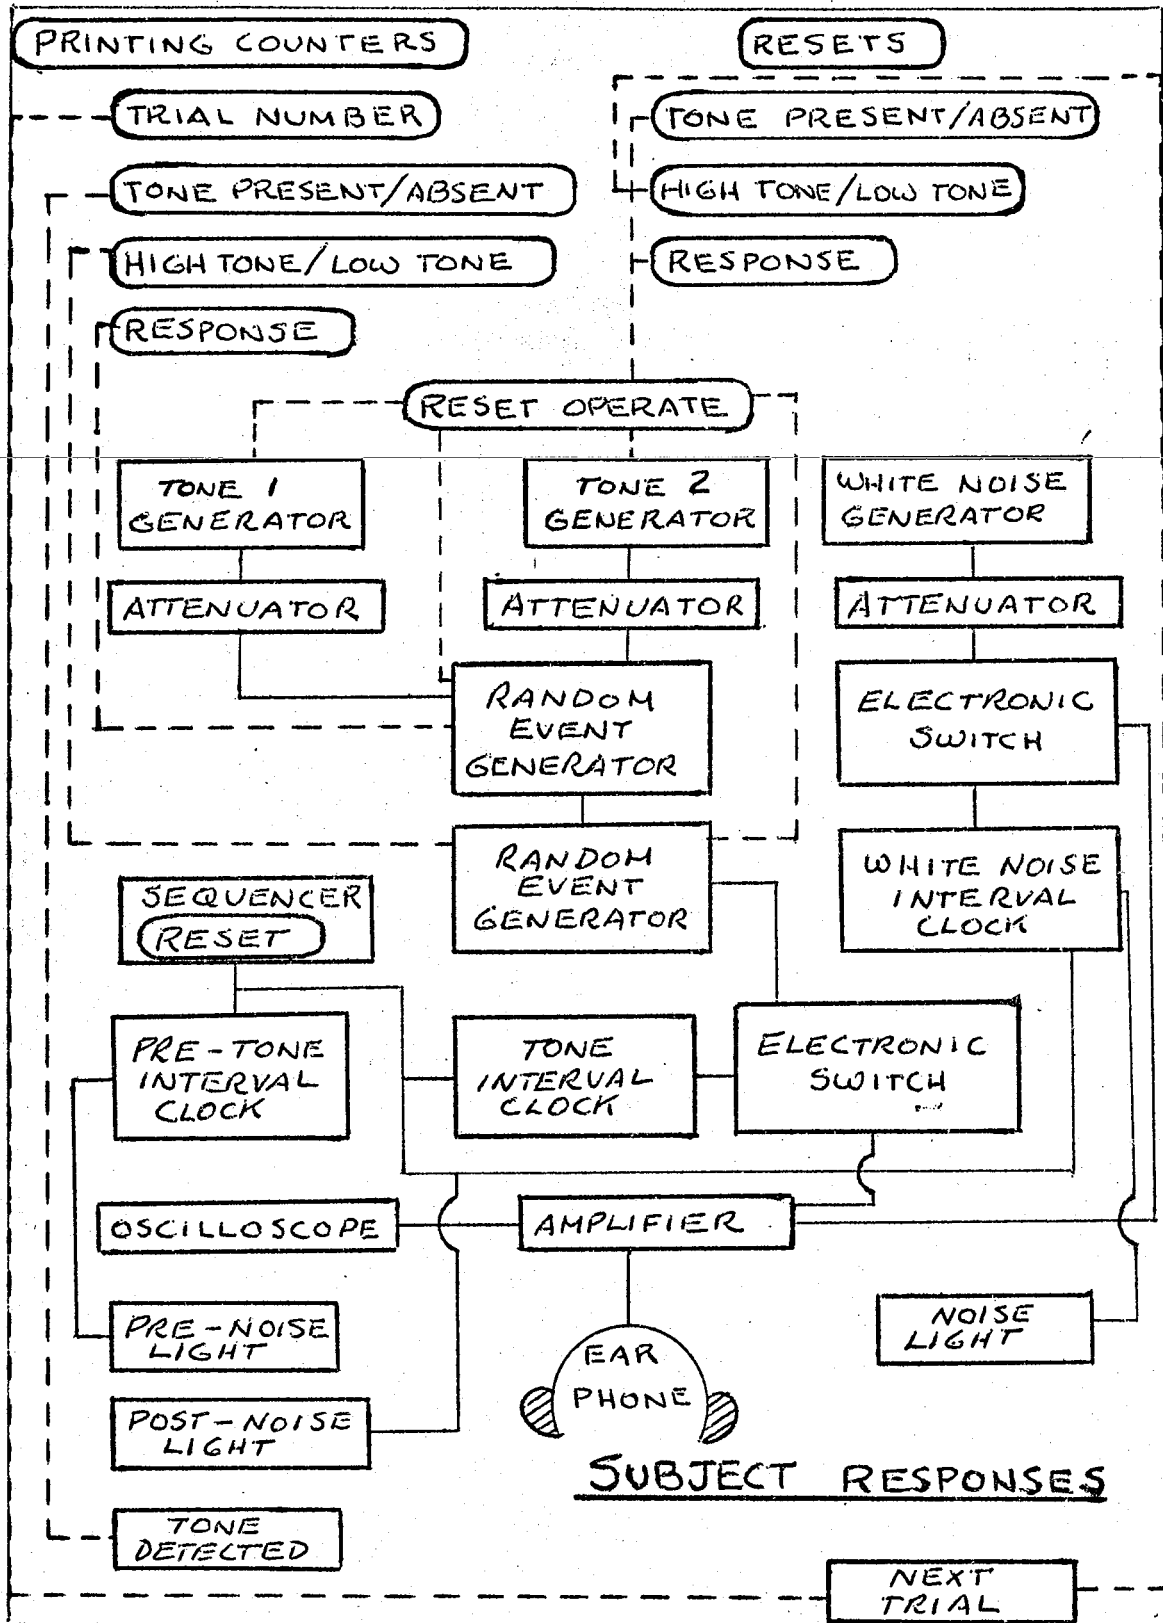 PRINTING COUNTERS
RESETS
TRIAL NUMBER
TONE PRESENT/ABSENT
TONE PRESENT/ABSENT
HIGH TONE/LOW TONE
HIGH TONE/LOW TONE
RESPONSE
RESPONSE
RESET OPERATE
TONE 1
GENERATOR
TONE 2
GENERATOR
WHITE NOISE
GENERATOR
ATTENUATOR
ATTENUATOR
ATTENUATOR
RANDOM
EVENT
GENERATOR
ELECTRONIC
SWITCH
RANDOM
EVENT
GENERATOR
WHITE NOISE
INTERVAL
CLOCK
SEQUENCER
RESET
PRE-TONE
INTERVAL
CLOCK
TONE
INTERVAL
CLOCK
ELECTRONIC
SWITCH
OSCILLOSCOPE
AMPLIFIER
PRE-NOISE
LIGHT
EAR
PHONE
NOISE
LIGHT
POST-NOISE
LIGHT
SUBJECT RESPONSES
TONE
DETECTED
NEXT
TRIAL